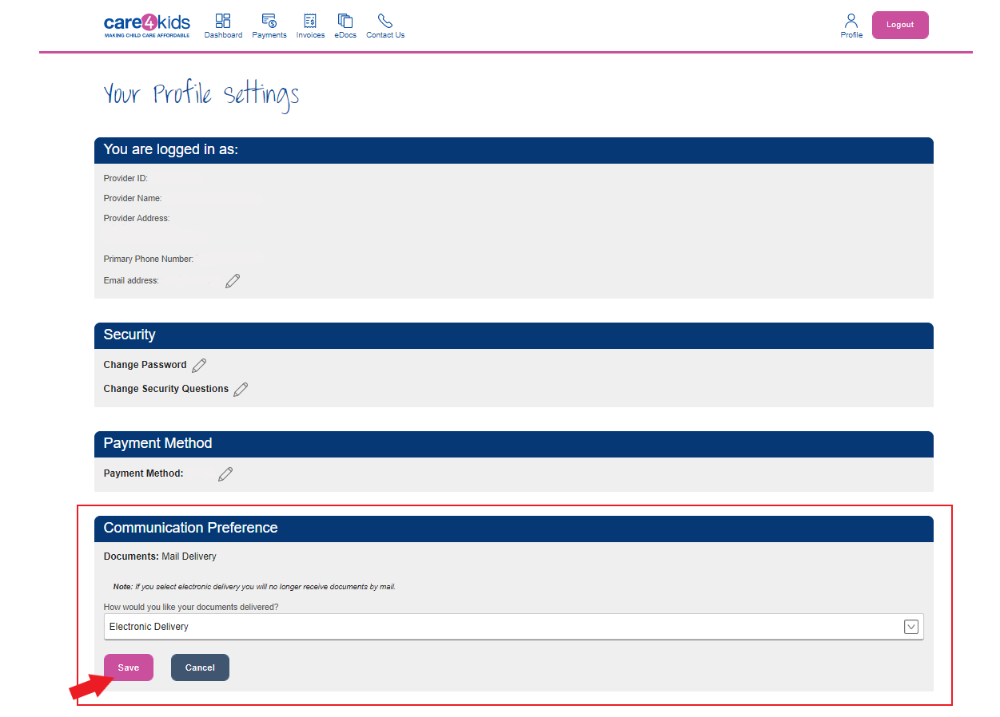 care4kids
MAKING CHILD CARE AFFORDABLE
Dashboard
Payments
Invoices
eDocs
Contact Us
Profile
Logout
Your Profile Settings
You are logged in as:
Provider ID:
Provider Name:
Provider Address:
Primary Phone Number:
Email address:
Security
Change Password
Change Security Questions
Payment Method
Payment Method:
Communication Preference
Documents: Mail Delivery
Note: If you select electronic delivery you will no longer receive documents by mail.
How would you like your documents delivered?
Electronic Delivery
Save
Cancel